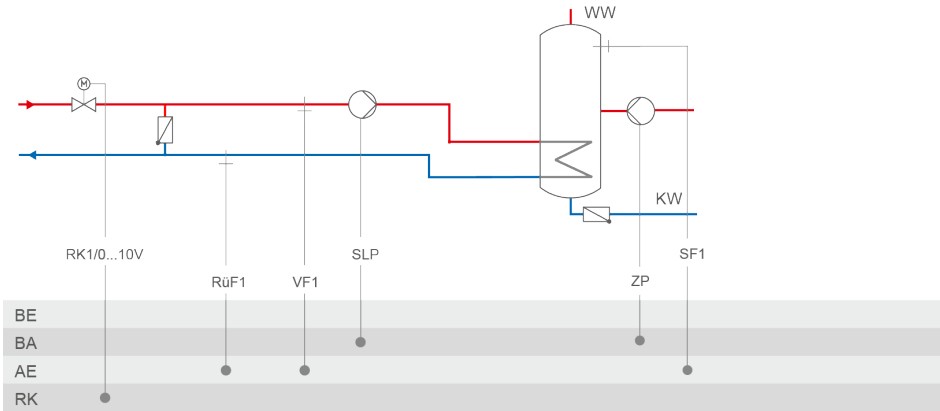 WW
M
KW
RK1/0...10V
SLP
SF1
RüF1
VF1
ZP
BE
BA
AE
RK